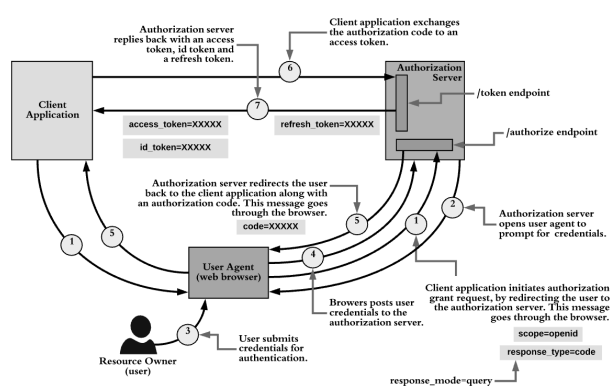 Authorization server
replies back with an access
token, id token and
a refresh token.
Client application exchanges
the authorization code to an
access token.
6
7
Client
Application
Authorization
Server
/token endpoint
/authorize endpoint
access_token=XXXXX
refresh_token=XXXXX
id_token=XXXXX
Authorization server redirects the user
back to the client application along with
an authorization code. This message goes
through the browser.
code=XXXXX
5
1
2
Authorization server
opens user agent to
prompt for credentials.
1
5
User Agent
(web browser)
4
Browers posts user
credentials to the
authorization server.
Client application initiates authorization
grant request, by redirecting the user to
the authorization server. This message
goes through the browser.
scope=openid
response_type=code
response_mode=query
3
User submits
credentials for
authentication.
Resource Owner
(user)